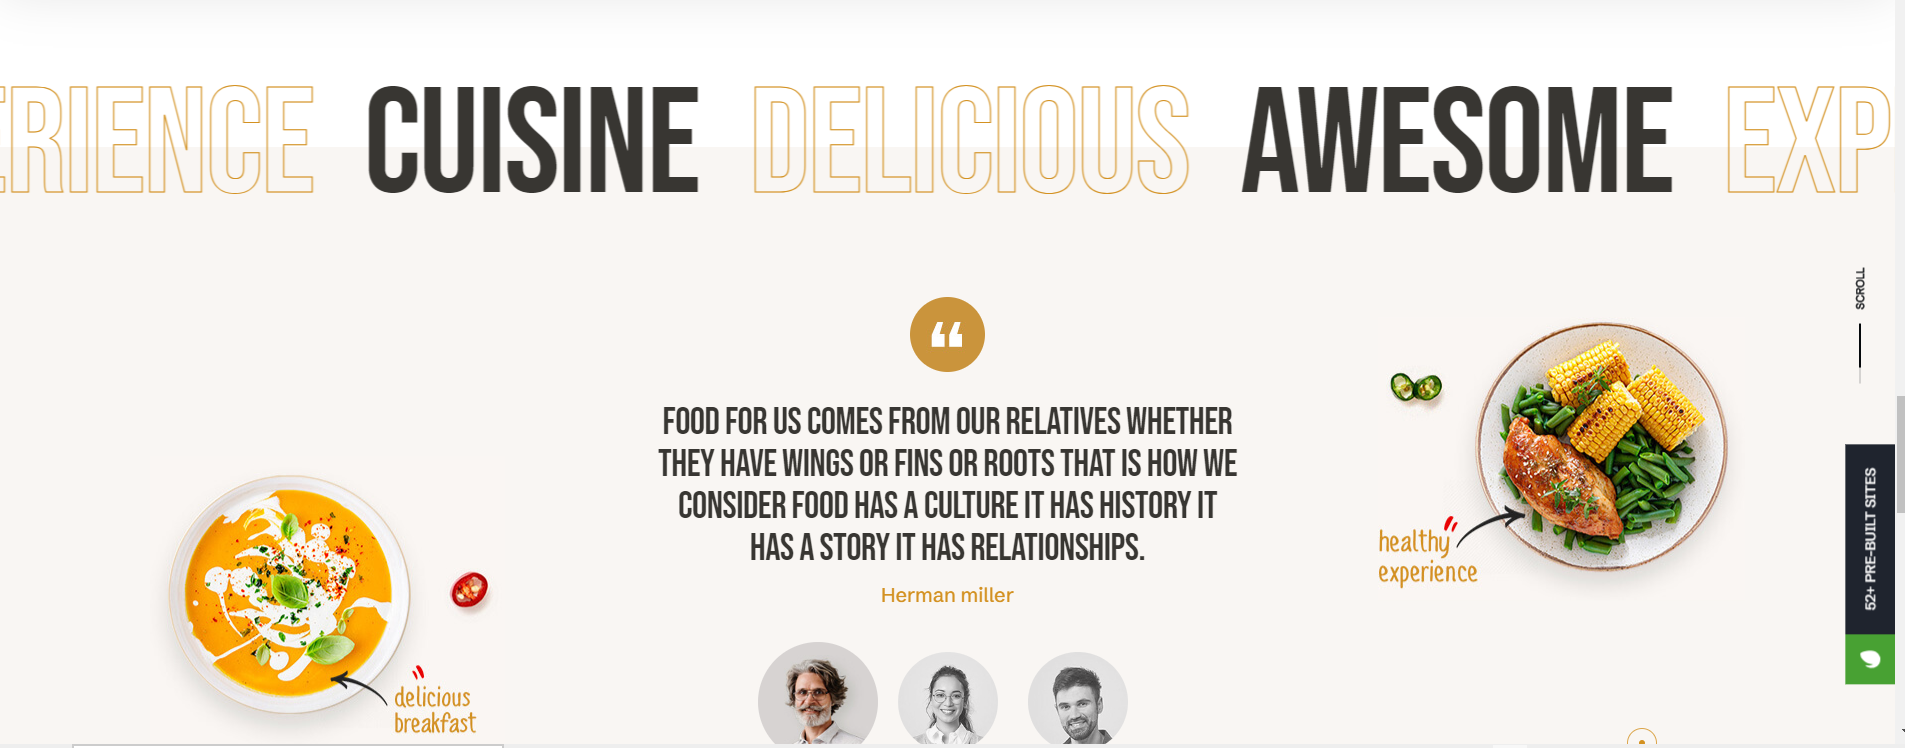 ERIENCE CUISINE DELICIOUS AWESOME EXP
SCROLL
“
FOOD FOR US COMES FROM OUR RELATIVES WHETHER
THEY HAVE WINGS OR FINS OR ROOTS THAT IS HOW WE
CONSIDER FOOD HAS A CULTURE IT HAS HISTORY IT
HAS A STORY IT HAS RELATIONSHIPS.
Herman miller
healthy
experience
52+ PRE-BUILT SITES
delicious
breakfast